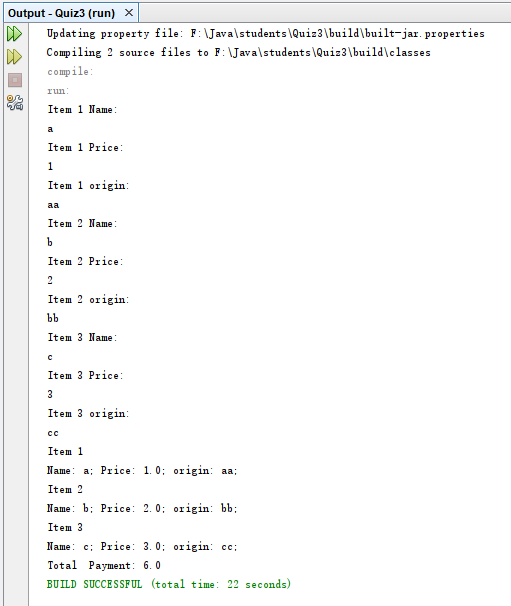 Output - Quiz3 (run)
Updating property file: F:\Java\students\Quiz3\build\built-jar.properties
Compiling 2 source files to F:\Java\students\Quiz3\build\classes
compile:
run:
Item 1 Name:
a
Item 1 Price:
1
Item 1 origin:
aa
Item 2 Name:
b
Item 2 Price:
2
Item 2 origin:
bb
Item 3 Name:
c
Item 3 Price:
3
Item 3 origin:
cc
Item 1
Name: a; Price: 1.0; origin: aa;
Item 2
Name: b; Price: 2.0; origin: bb;
Item 3
Name: c; Price: 3.0; origin: cc;
Total  Payment: 6.0
BUILD SUCCESSFUL (total time: 22 seconds)